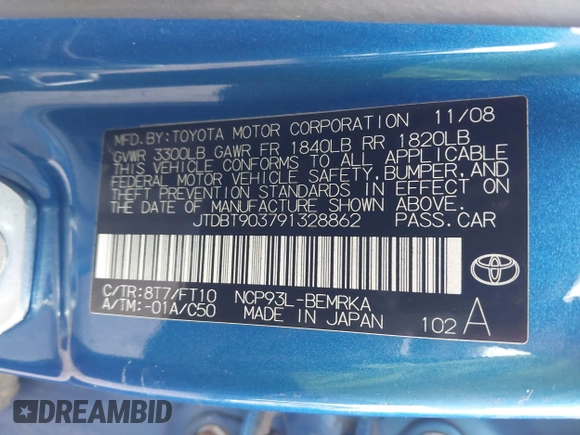 MFD. BY: TOYOTA MOTOR CORPORATION 11/08
GVWR 3300LB GAWR FR 1840LB RR 1820LB
THIS VEHICLE CONFORMS TO ALL APPLICABLE
FEDERAL MOTOR VEHICLE SAFETY, BUMPER, AND
THEFT PREVENTION STANDARDS IN EFFECT ON
THE DATE OF MANUFACTURE SHOWN ABOVE.
JTDBT903791328862 PASS. CAR
C/TR: 8T7/FT10 NCP93L-BEMRKA
A/TM: -01A/C50 MADE IN JAPAN 102 A
TOYOTA
DREAMBID